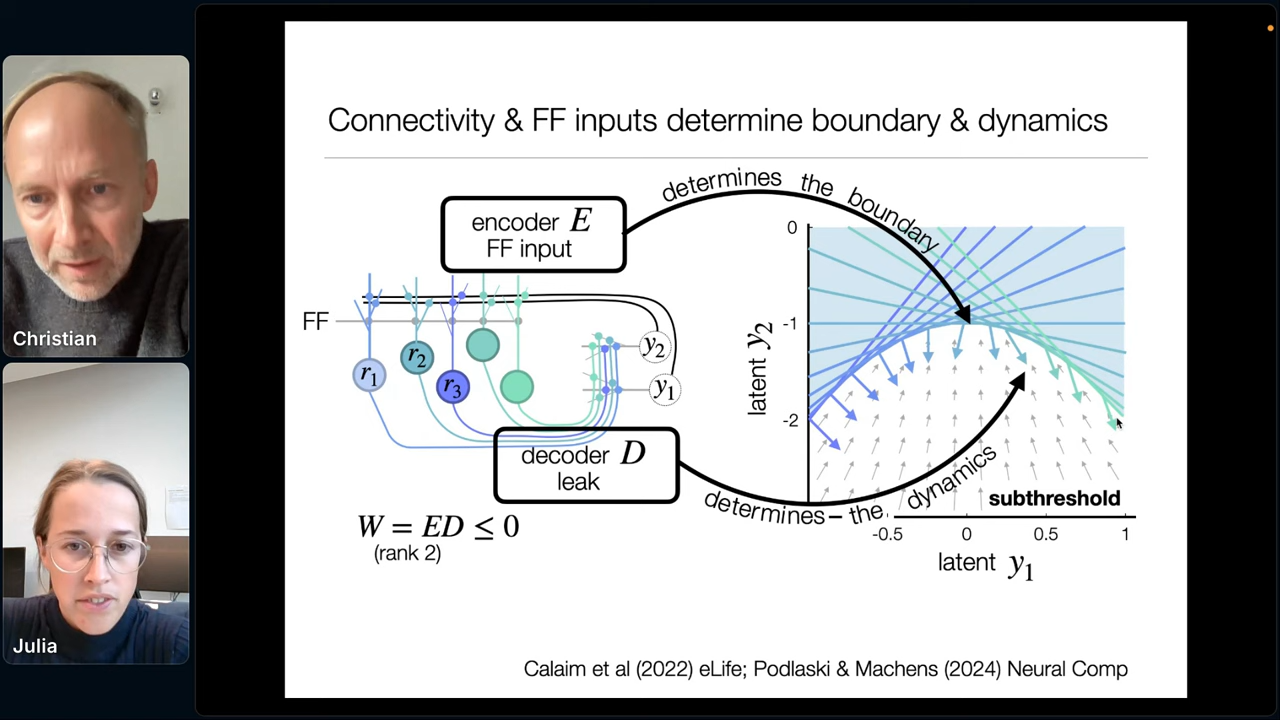 Connectivity & FF inputs determine boundary & dynamics
encoder E
FF input
determines the boundary
FF
r1
r2
r3
y2
y1
decoder D
leak
determines – the dynamics
W = ED ≤ 0
(rank 2)
latent y2
0
-1
-2
subthreshold
-0.5
0
0.5
1
latent y1
Calaim et al (2022) eLife; Podlaski & Machens (2024) Neural Comp
Christian
Julia